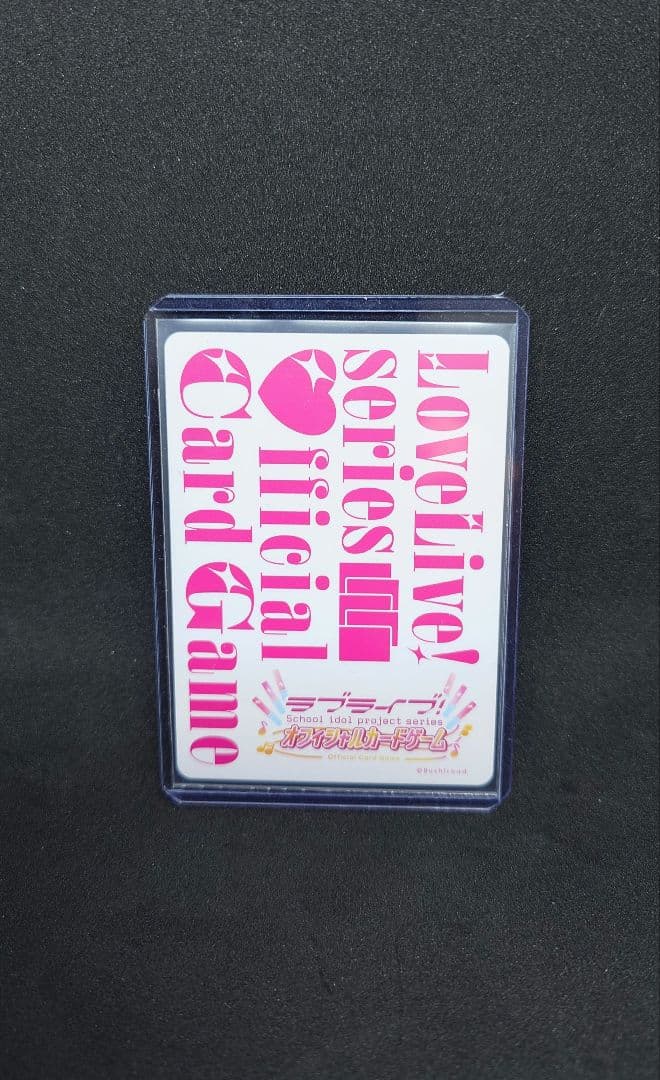 LoveLive!
series
Official
Card Game
ラブライブ!
School idol project series
オフィシャルカードゲーム
Official Card Game
©Bushiroad